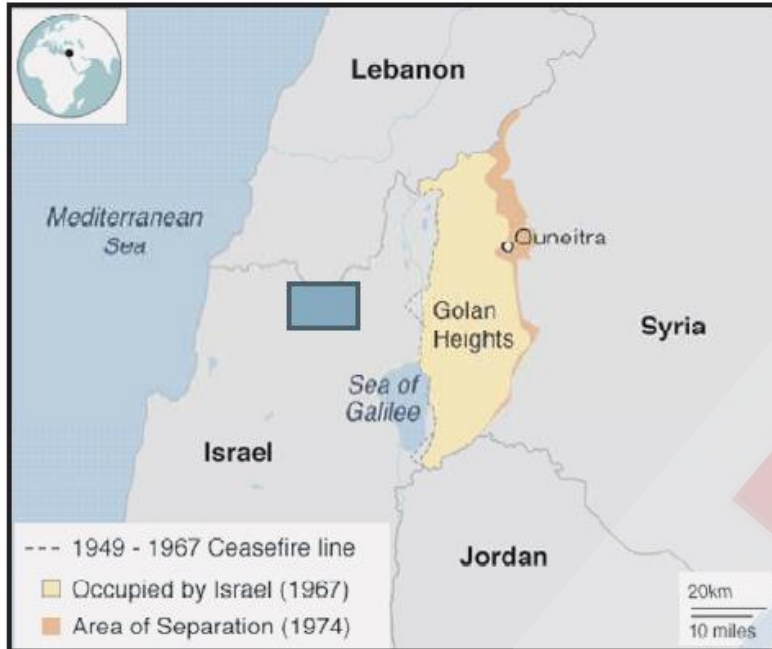 Lebanon
Mediterranean
Sea
Quneitra
Golan
Heights
Syria
Sea of
Galilee
Israel
Jordan
---- 1949 - 1967 Ceasefire line
Occupied by Israel (1967)
Area of Separation (1974)
20km
10 miles